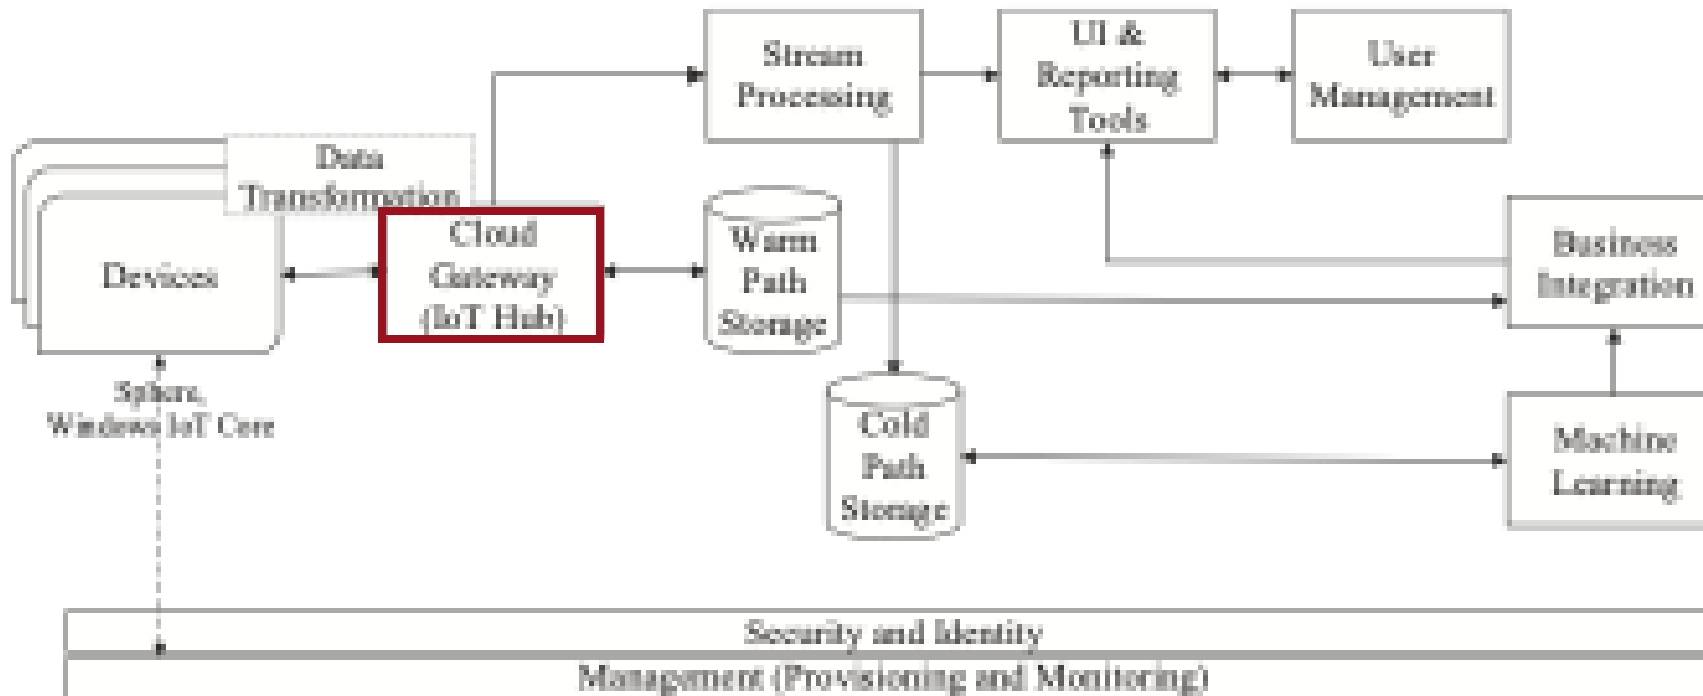 Stream
Processing
UI &
Reporting
Tools
User
Management
Data
Transformation
Devices
Cloud
Gateway
(IoT Hub)
Warm
Path
Storage
Business
Integration
Sphere,
Windows IoT Core
Cold
Path
Storage
Machine
Learning
Security and Identity
Management (Provisioning and Monitoring)